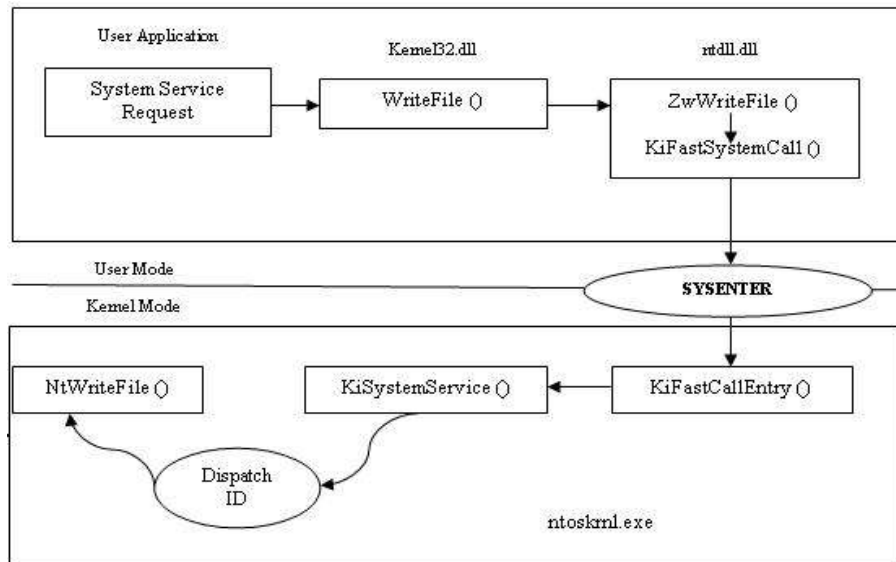 User Application
Kernel32.dll
ntdll.dll
System Service
Request
WriteFile ()
ZwWriteFile ()
KiFastSystemCall ()
User Mode
SYSENTER
Kernel Mode
NtWriteFile ()
KiSystemService ()
KiFastCallEntry ()
Dispatch
ID
ntoskrnl.exe